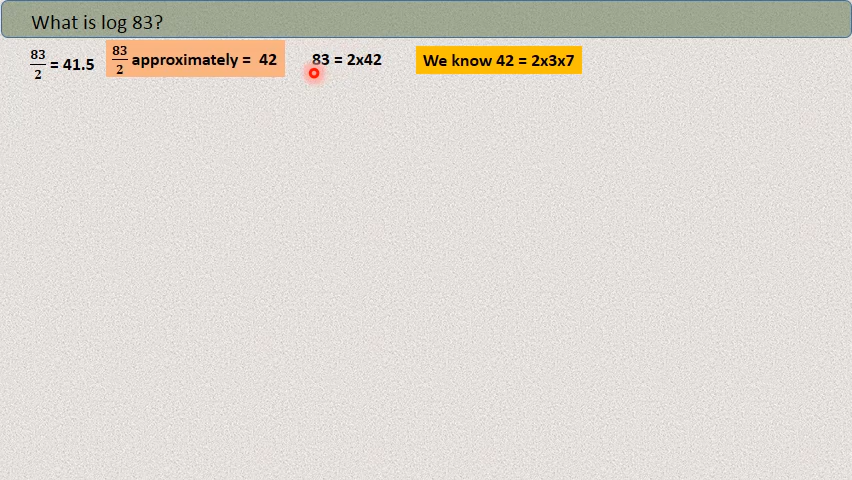 What is log 83?
83/2 = 41.5
83/2 approximately = 42
83 = 2x42
We know 42 = 2x3x7